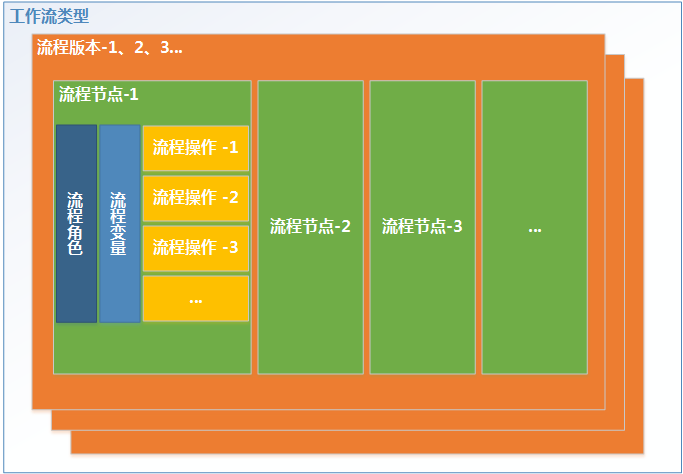 工作流类型
流程版本-1、2、3...
流程节点-1
流程角色
流程变量
流程操作 -1
流程操作 -2
流程操作 -3
...
流程节点-2
流程节点-3
...